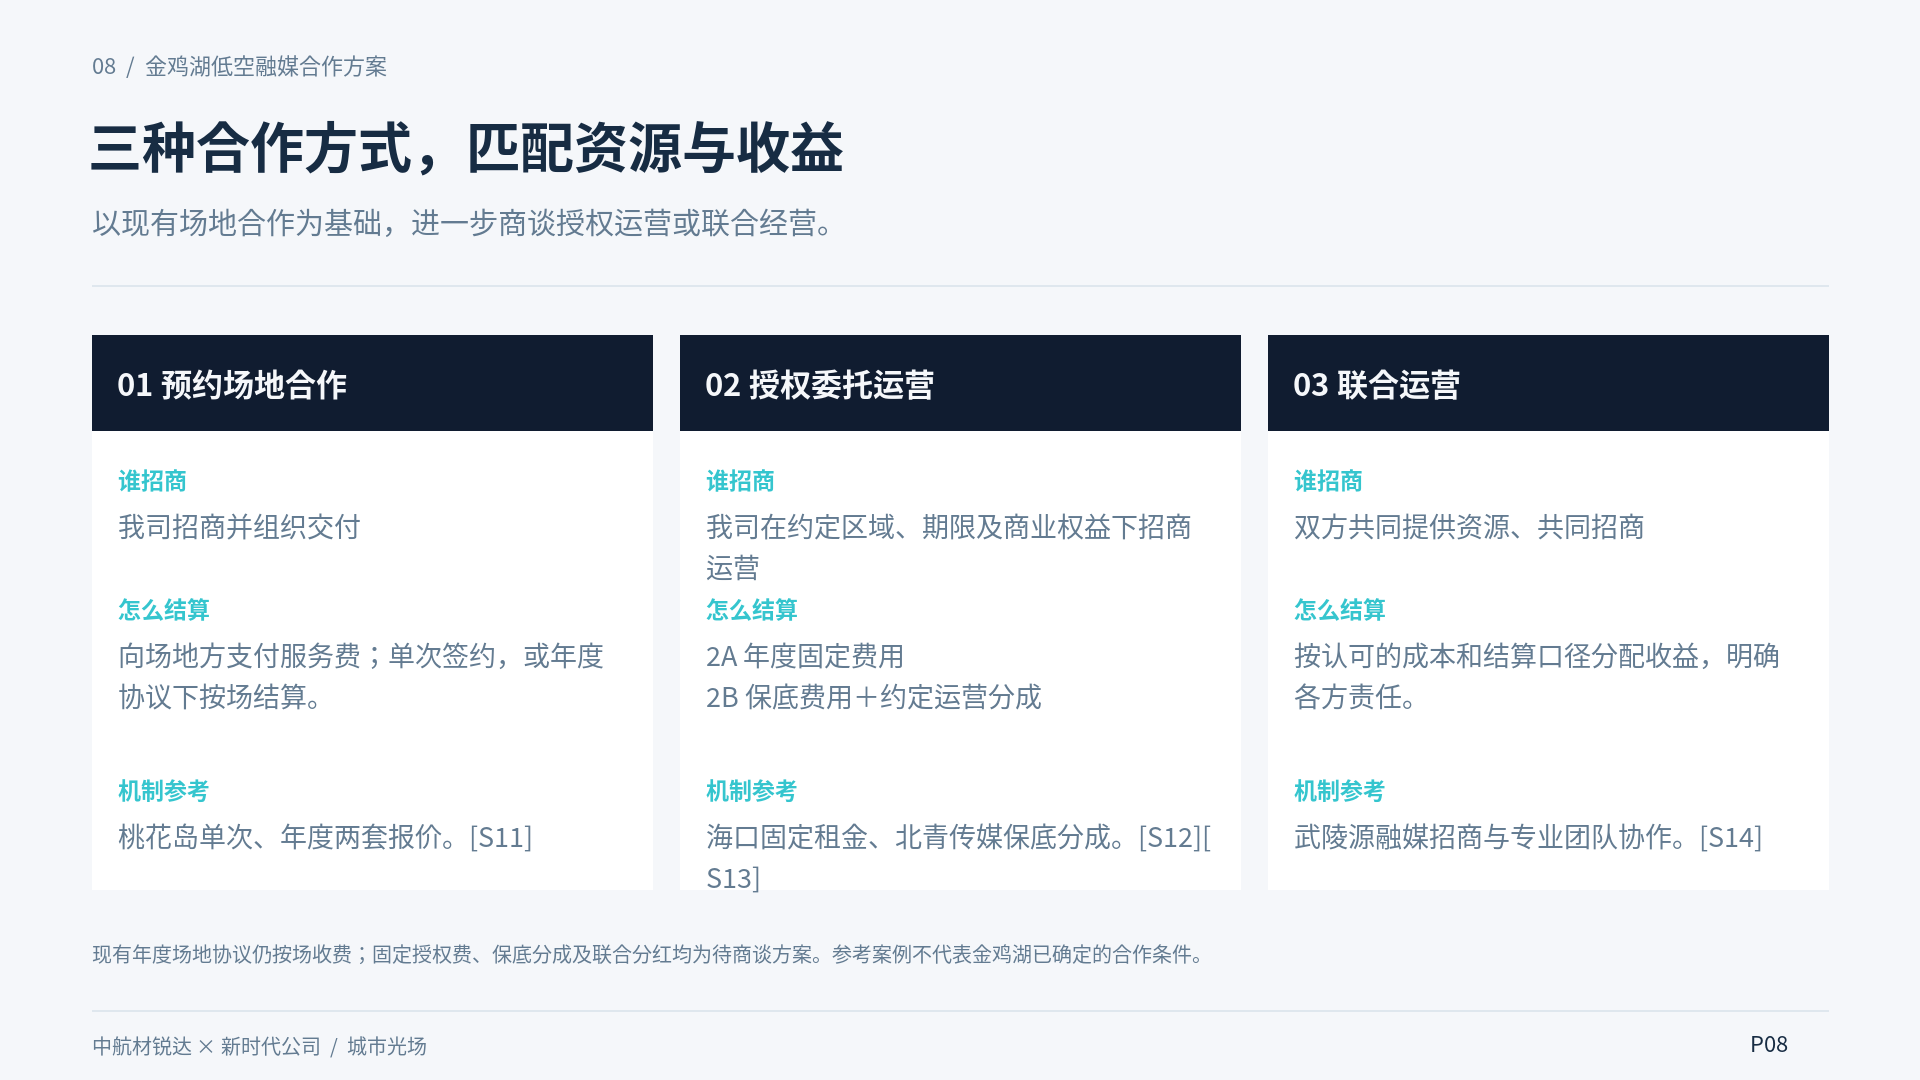 08 / 金鸡湖低空融媒合作方案
三种合作方式，匹配资源与收益
以现有场地合作为基础，进一步商谈授权运营或联合经营。
01 预约场地合作
谁招商
我司招商并组织交付
怎么结算
向场地方支付服务费；单次签约，或年度
协议下按场结算。
机制参考
桃花岛单次、年度两套报价。[S11]
02 授权委托运营
谁招商
我司在约定区域、期限及商业权益下招商
运营
怎么结算
2A 年度固定费用
2B 保底费用＋约定运营分成
机制参考
海口固定租金、北青传媒保底分成。[S12][
S13]
03 联合运营
谁招商
双方共同提供资源、共同招商
怎么结算
按认可的成本和结算口径分配收益，明确
各方责任。
机制参考
武陵源融媒招商与专业团队协作。[S14]
现有年度场地协议仍按场收费；固定授权费、保底分成及联合分红均为待商谈方案。参考案例不代表金鸡湖已确定的合作条件。
中航材锐达 × 新时代公司 / 城市光场
P08